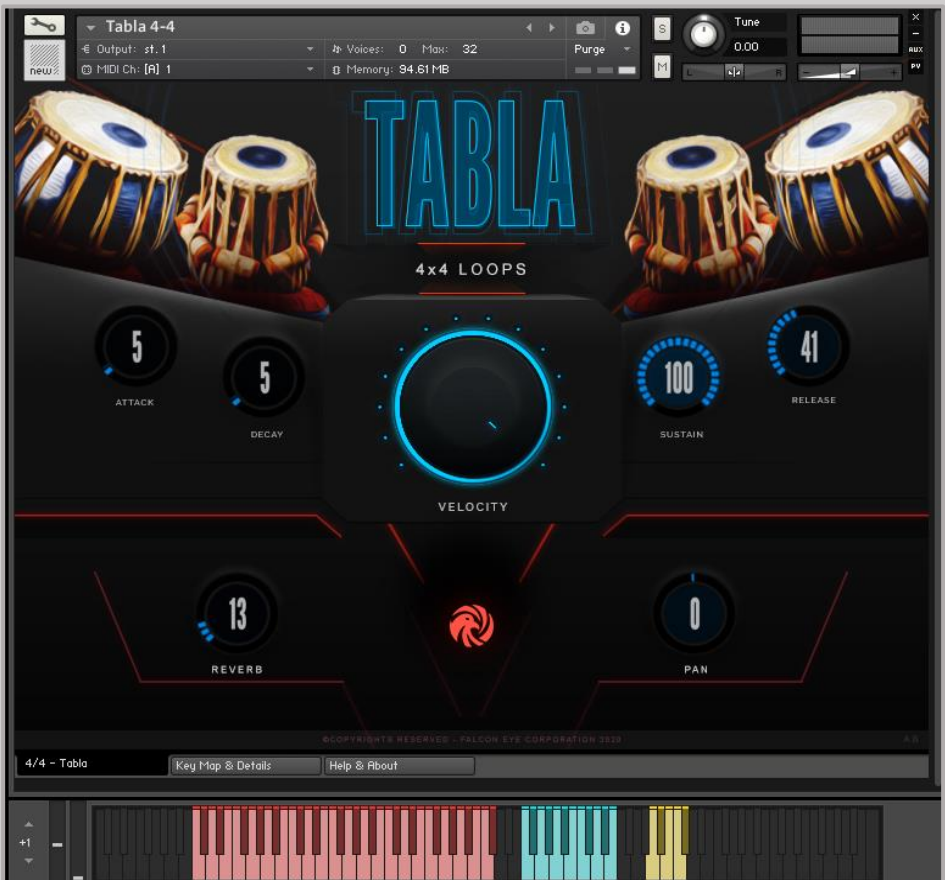 Tabla 4-4
Output: st.1
Voices: 0 Max: 32
Purge
MIDI Ch: [A] 1
Memory: 94.61 MB
new
S
M
Tune
0.00
L R
AUX
PV
TABLA
4x4 LOOPS
5
ATTACK
5
DECAY
VELOCITY
100
SUSTAIN
41
RELEASE
13
REVERB
0
PAN
©COPYRIGHTS RESERVED - FALCON EYE CORPORATION 2020
4/4 - Tabla
Key Map & Details
Help & About
+1